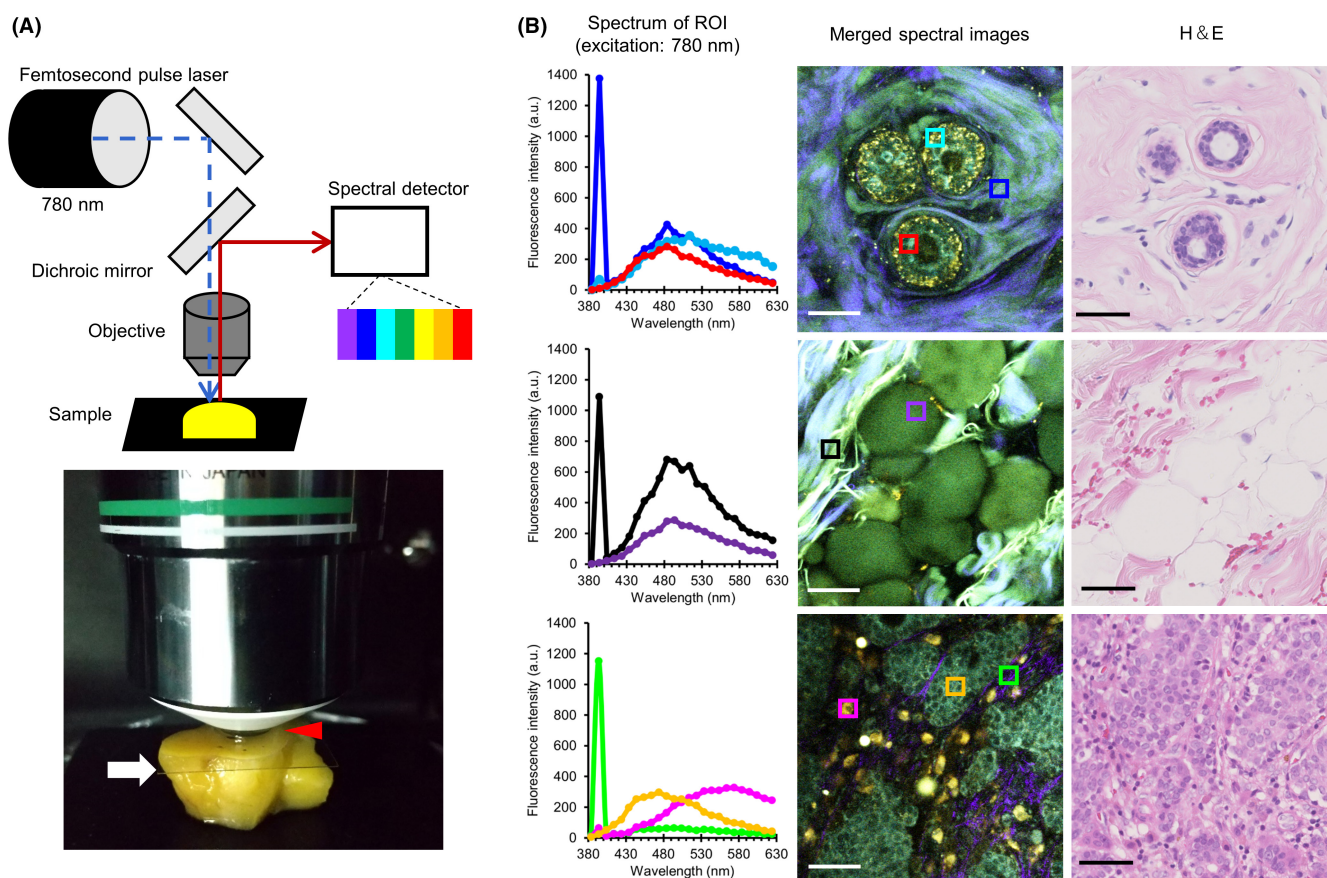 (A)
Femtosecond pulse laser
780 nm
Spectral detector
Dichroic mirror
Objective
Sample
JAPAN
(B)
Spectrum of ROI
(excitation: 780 nm)
Merged spectral images
H & E
Fluorescence intensity (a.u.)
1400
1200
1000
800
600
400
200
0
380 430 480 530 580 630
Wavelength (nm)
Fluorescence intensity (a.u.)
1400
1200
1000
800
600
400
200
0
380 430 480 530 580 630
Wavelength (nm)
Fluorescence intensity (a.u.)
1400
1200
1000
800
600
400
200
0
380 430 480 530 580 630
Wavelength (nm)